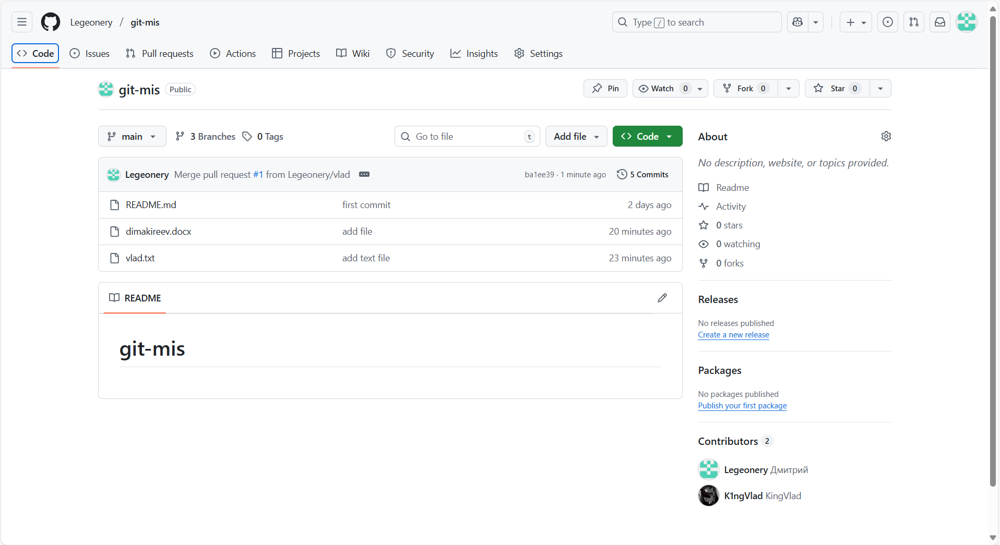 Legeonery / git-mis
Type / to search
Code Issues Pull requests Actions Projects Wiki Security Insights Settings
git-mis Public
Pin Watch 0 Fork 0 Star 0
main 3 Branches 0 Tags
Go to file t Add file Code
Legeonery Merge pull request #1 from Legeonery/vlad ba1ee39 · 1 minute ago 5 Commits
README.md first commit 2 days ago
dimakireev.docx add file 20 minutes ago
vlad.txt add text file 23 minutes ago
README
git-mis
About
No description, website, or topics provided.
Readme
Activity
0 stars
0 watching
0 forks
Releases
No releases published
Create a new release
Packages
No packages published
Publish your first package
Contributors 2
Legeonery Дмитрий
K1ngVlad KingVlad